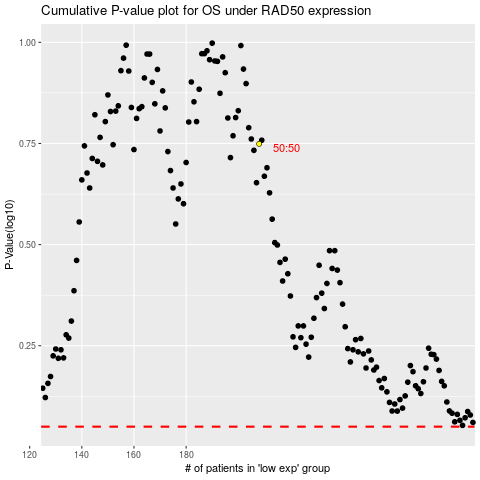 Cumulative P-value plot for OS under RAD50 expression
P-Value(log10)
1.00
0.75
0.50
0.25
50:50
120 140 160 180
# of patients in 'low exp' group